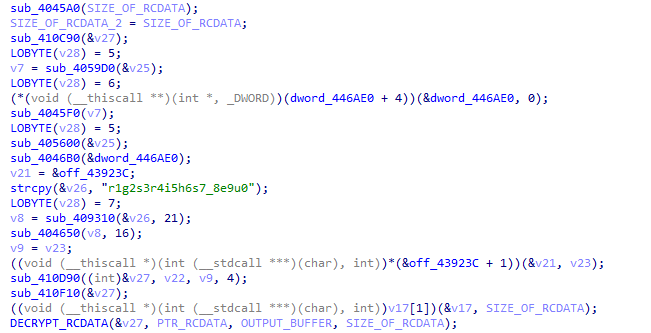 sub_4045A0(SIZE_OF_RCDATA);
SIZE_OF_RCDATA_2 = SIZE_OF_RCDATA;
sub_410C90(&v27);
LOBYTE(v28) = 5;
v7 = sub_4059D0(&v25);
LOBYTE(v28) = 6;
(*(void (__thiscall **)(int *, _DWORD))(dword_446AE0 + 4))(&dword_446AE0, 0);
sub_4045F0(v7);
LOBYTE(v28) = 5;
sub_405600(&v25);
sub_4046B0(&dword_446AE0);
v21 = &off_43923C;
strcpy(&v26, "r1g2s3r4i5h6s7_8e9u0");
LOBYTE(v28) = 7;
v8 = sub_409310(&v26, 21);
sub_404650(v8, 16);
v9 = v23;
((void (__thiscall *)(int (__stdcall ***)(char), int))*(&off_43923C + 1))(&v21, v23);
sub_410D90((int)&v27, v22, v9, 4);
sub_410F10(&v27);
((void (__thiscall *)(int (__stdcall ***)(char), int))v17[1])(&v17, SIZE_OF_RCDATA);
DECRYPT_RCDATA(&v27, PTR_RCDATA, OUTPUT_BUFFER, SIZE_OF_RCDATA);